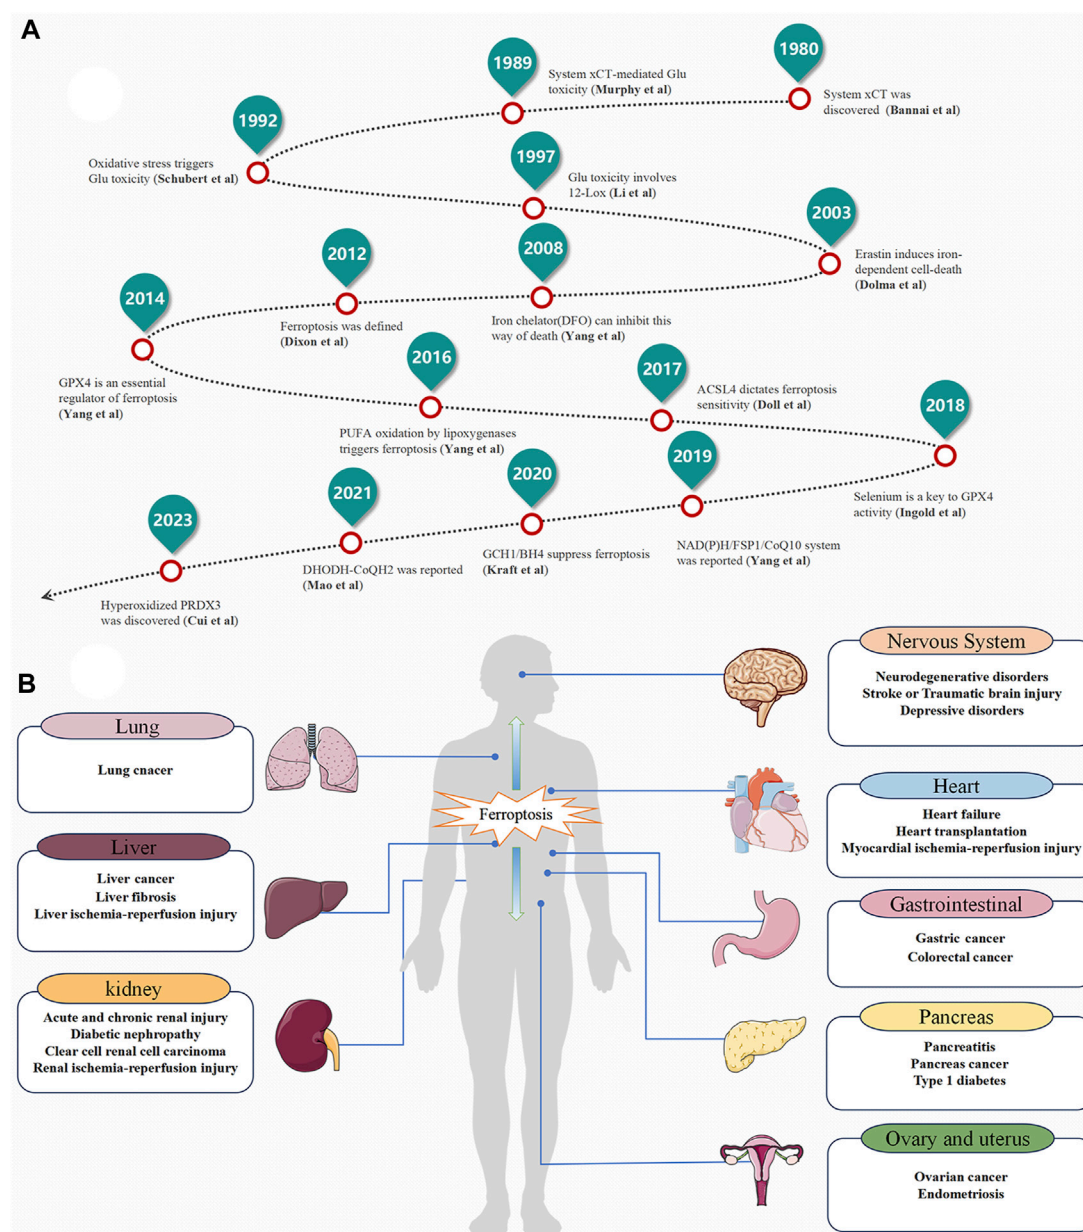 A
1980
System xCT was
discovered (Bannai et al)
1989
System xCT-mediated Glu
toxicity (Murphy et al)
1992
Oxidative stress triggers
Glu toxicity (Schubert et al)
1997
Glu toxicity involves
12-Lox (Li et al)
2003
Erastin induces iron-
dependent cell-death
(Dolma et al)
2008
Iron chelator(DFO) can inhibit this
way of death (Yang et al)
2012
Ferroptosis was defined
(Dixon et al)
2014
GPX4 is an essential
regulator of ferroptosis
(Yang et al)
2016
PUFA oxidation by lipoxygenases
triggers ferroptosis (Yang et al)
2017
ACSL4 dictates ferroptosis
sensitivity (Doll et al)
2018
Selenium is a key to GPX4
activity (Ingold et al)
2019
NAD(P)H/FSP1/CoQ10 system
was reported (Yang et al)
2020
GCH1/BH4 suppress ferroptosis
(Kraft et al)
2021
DHODH-CoQH2 was reported
(Mao et al)
2023
Hyperoxidized PRDX3
was discovered (Cui et al)
B
Lung
Lung cnacer
Liver
Liver cancer
Liver fibrosis
Liver ischemia-reperfusion injury
kidney
Acute and chronic renal injury
Diabetic nephropathy
Clear cell renal cell carcinoma
Renal ischemia-reperfusion injury
Ferroptosis
Nervous System
Neurodegenerative disorders
Stroke or Traumatic brain injury
Depressive disorders
Heart
Heart failure
Heart transplantation
Myocardial ischemia-reperfusion injury
Gastrointestinal
Gastric cancer
Colorectal cancer
Pancreas
Pancreatitis
Pancreas cancer
Type 1 diabetes
Ovary and uterus
Ovarian cancer
Endometriosis